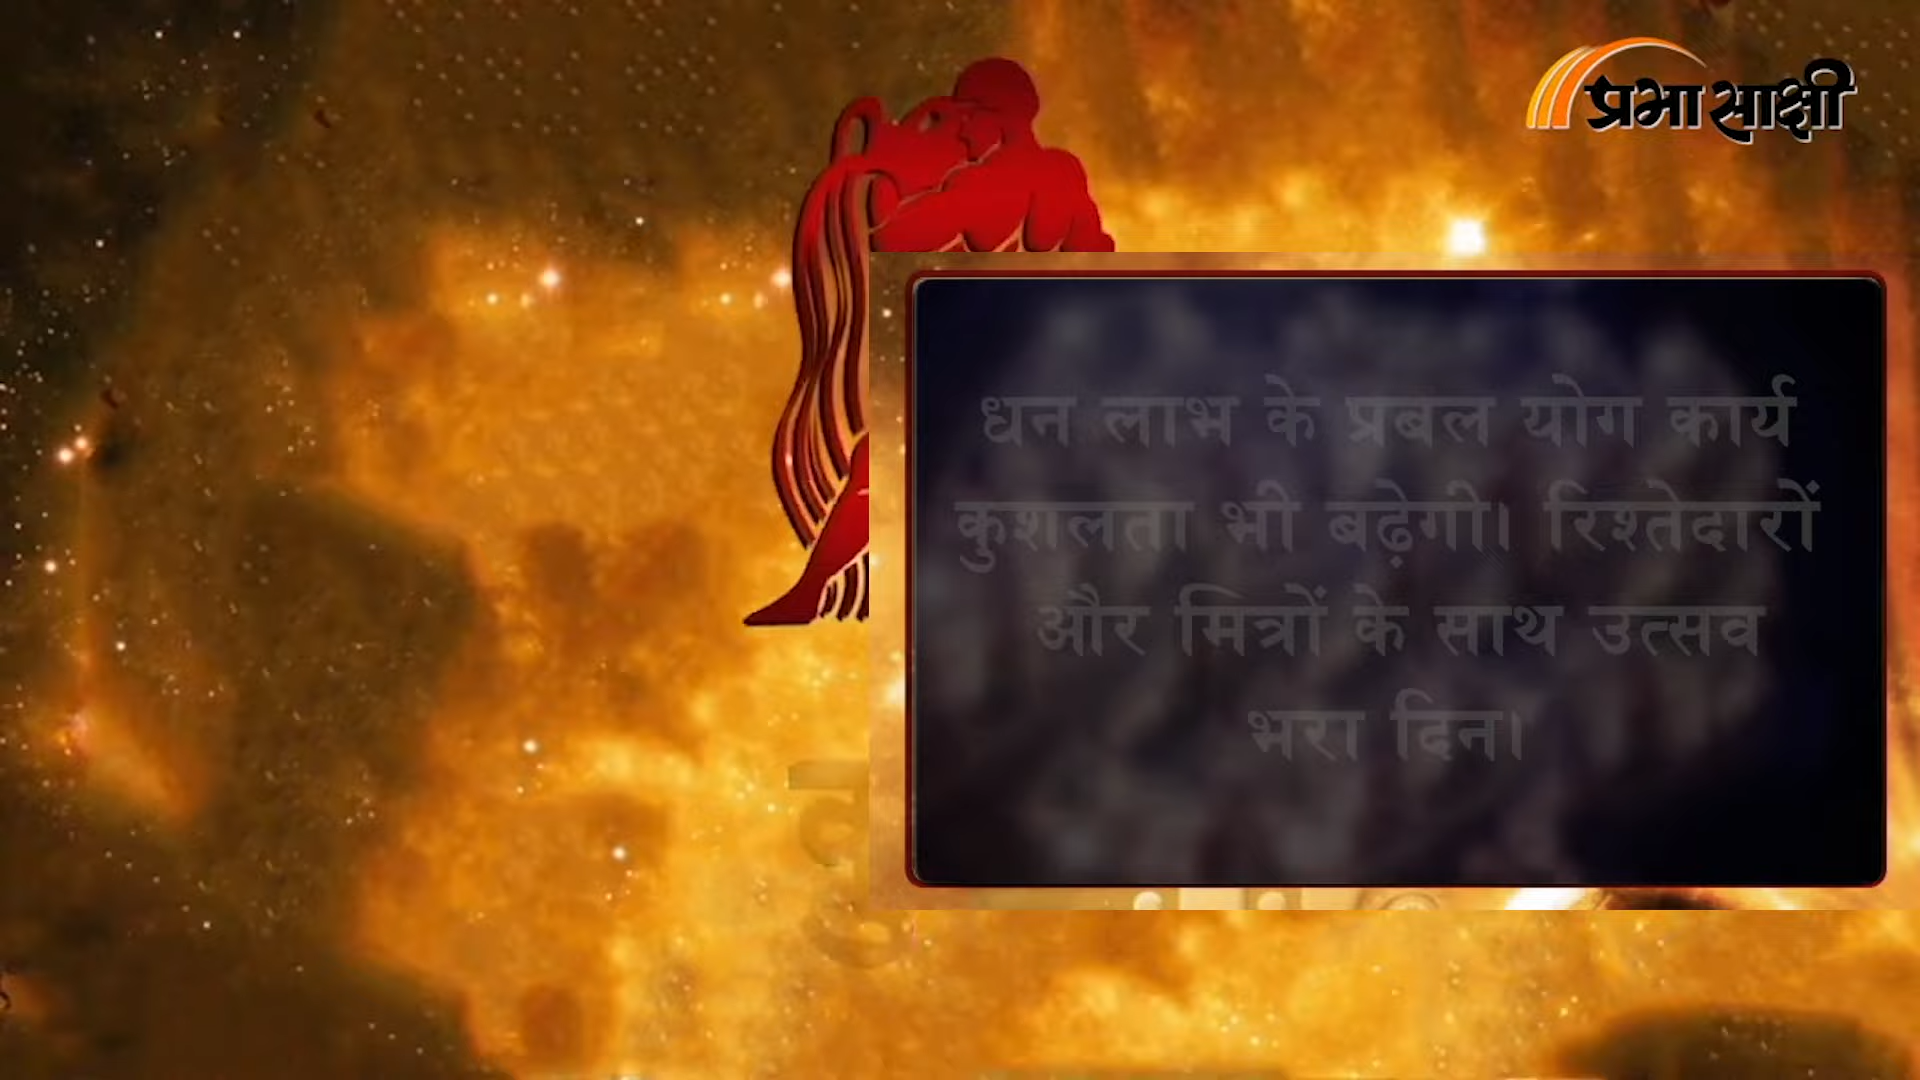 प्रभासाक्षी
धन लाभ के प्रबल योग कार्य
कुशलता भी बढ़ेगी। रिश्तेदारों
और मित्रों के साथ उत्सव
भरा दिन।